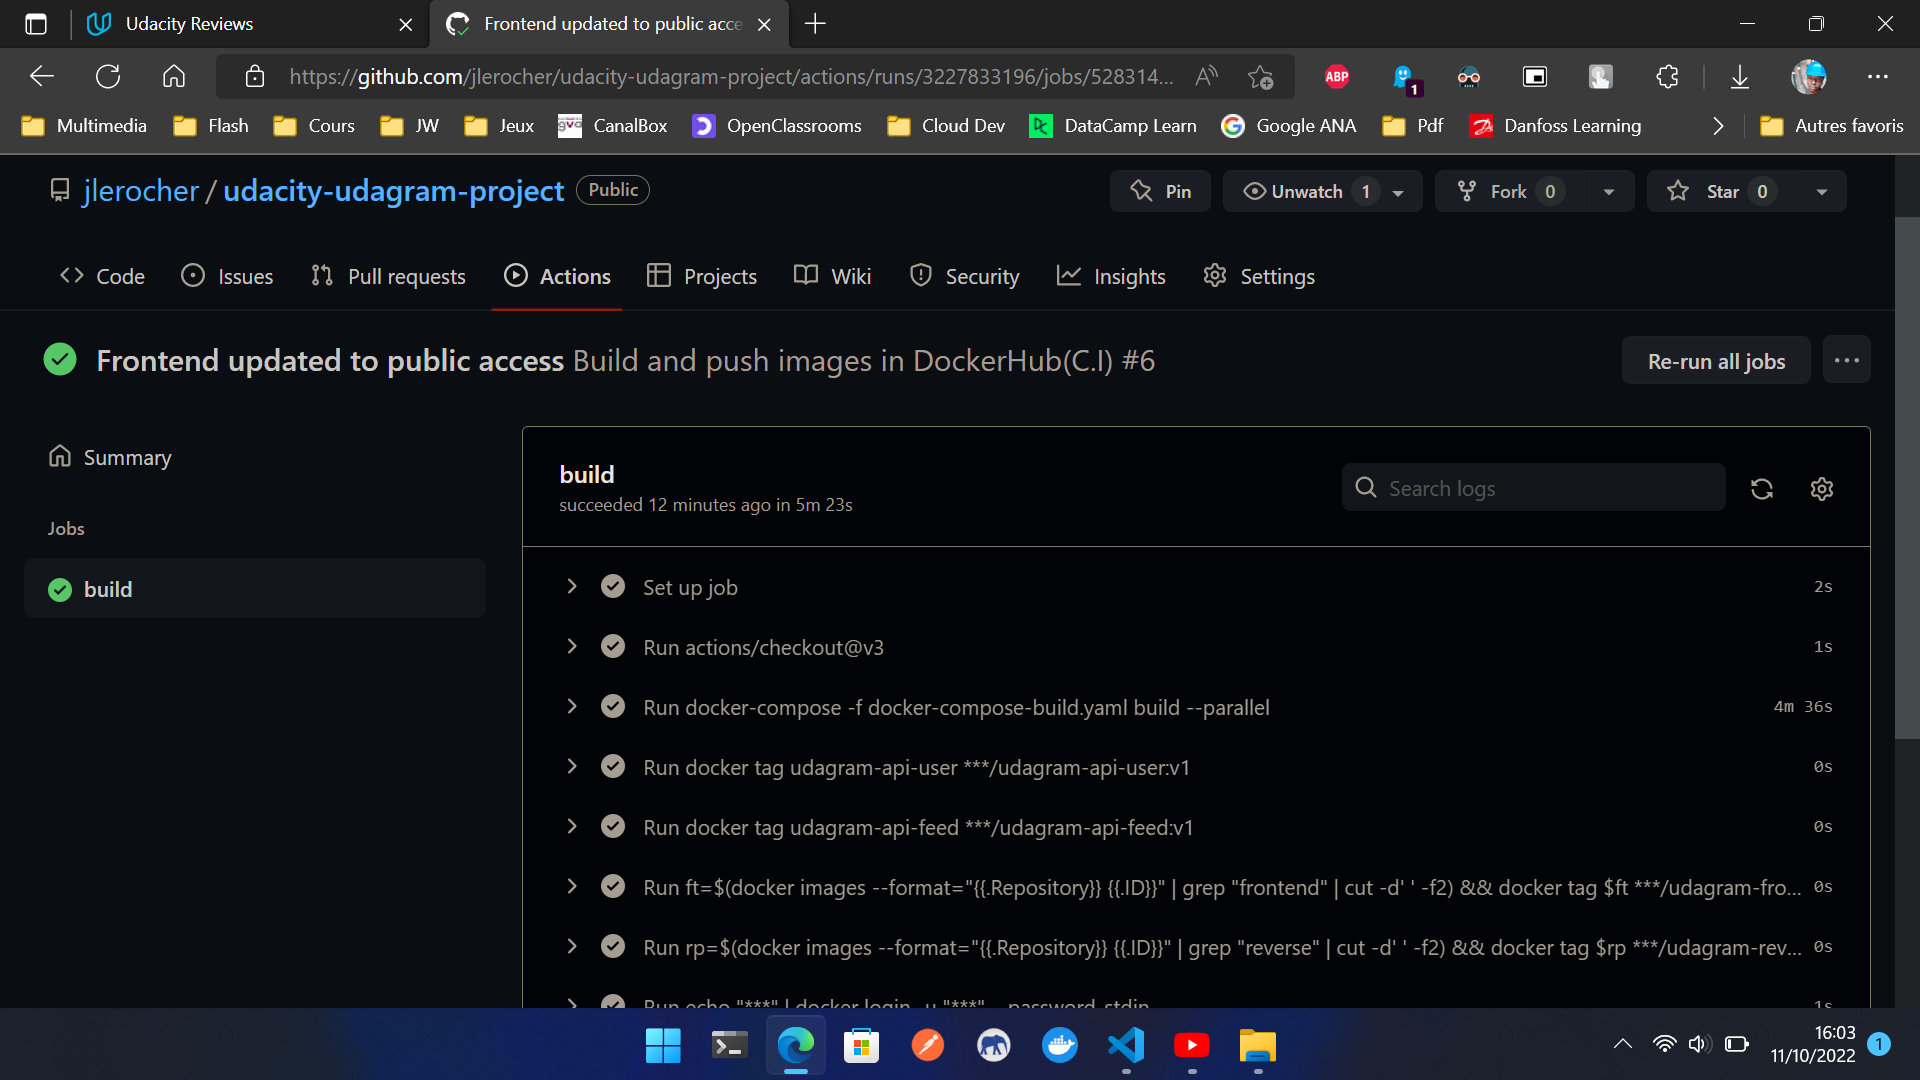 Udacity Reviews
Frontend updated to public acce
https://github.com/jlerocher/udacity-udagram-project/actions/runs/3227833196/jobs/528314...
ABP
1
Multimedia
Flash
Cours
JW
Jeux
gva
CanalBox
OpenClassrooms
Cloud Dev
DataCamp Learn
Google ANA
Pdf
Danfoss Learning
Autres favoris
jlerocher / udacity-udagram-project Public
Pin
Unwatch 1
Fork 0
Star 0
Code
Issues
Pull requests
Actions
Projects
Wiki
Security
Insights
Settings
Frontend updated to public access Build and push images in DockerHub(C.I) #6
Re-run all jobs
Summary
Jobs
build
build
succeeded 12 minutes ago in 5m 23s
Search logs
Set up job 2s
Run actions/checkout@v3 1s
Run docker-compose -f docker-compose-build.yaml build --parallel 4m 36s
Run docker tag udagram-api-user ***/udagram-api-user:v1 0s
Run docker tag udagram-api-feed ***/udagram-api-feed:v1 0s
Run ft=$(docker images --format="{{.Repository}} {{.ID}}" | grep "frontend" | cut -d' ' -f2) && docker tag $ft ***/udagram-fro... 0s
Run rp=$(docker images --format="{{.Repository}} {{.ID}}" | grep "reverse" | cut -d' ' -f2) && docker tag $rp ***/udagram-rev... 0s
Run echo "***" | docker login -u "***" --password-stdin 1s
16:03
11/10/2022
1